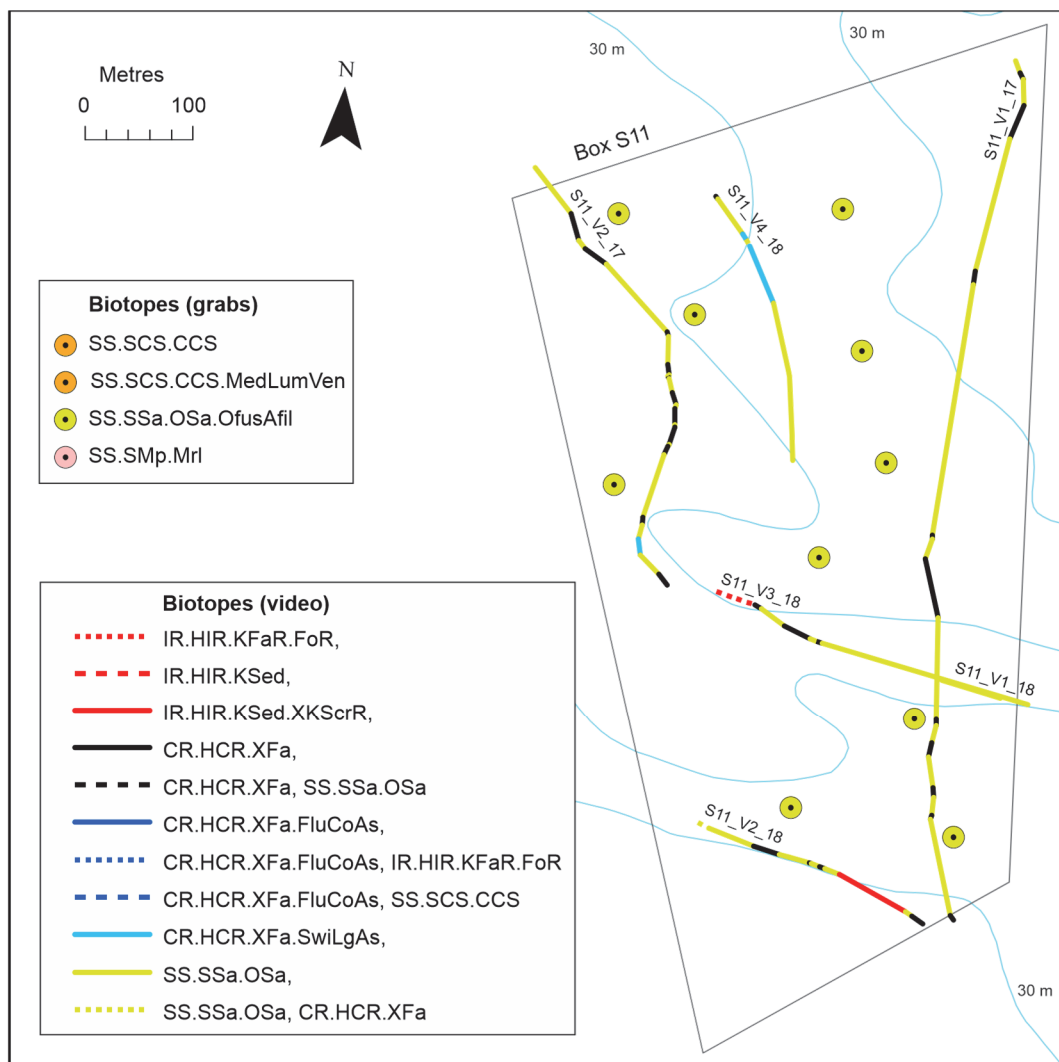 30 m
30 m
Metres
0
100
N
Box S11
S11_V1_17
S11_V2_17
S11_V4_18
Biotopes (grabs)
SS.SCS.CCS
SS.SCS.CCS.MedLumVen
SS.SSa.OSa.OfusAfil
SS.SMp.Mrl
S11_V3_18
S11_V1_18
S11_V2_18
Biotopes (video)
IR.HIR.KFaR.FoR,
IR.HIR.KSed,
IR.HIR.KSed.XKScrR,
CR.HCR.XFa,
CR.HCR.XFa, SS.SSa.OSa
CR.HCR.XFa.FluCoAs,
CR.HCR.XFa.FluCoAs, IR.HIR.KFaR.FoR
CR.HCR.XFa.FluCoAs, SS.SCS.CCS
CR.HCR.XFa.SwiLgAs,
SS.SSa.OSa,
SS.SSa.OSa, CR.HCR.XFa
30 m